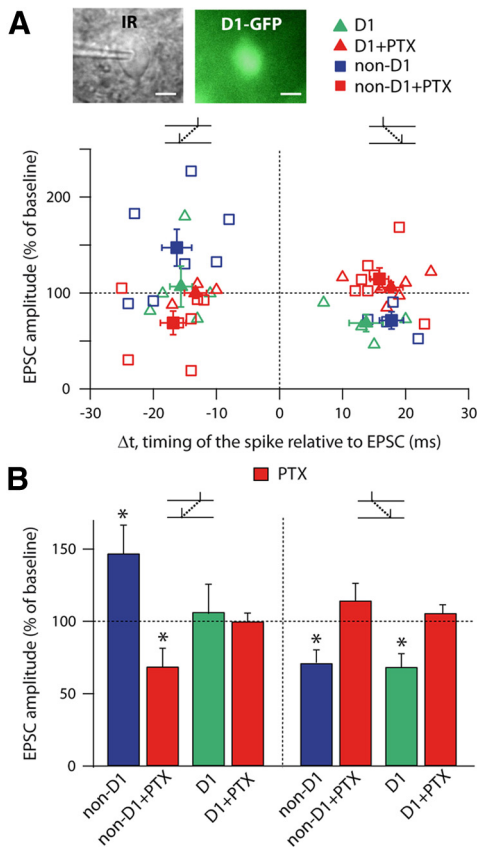 A
IR
D1-GFP
D1
D1+PTX
non-D1
non-D1+PTX
EPSC amplitude (% of baseline)
200
100
0
-30
-20
-10
0
10
20
30
Δt, timing of the spike relative to EPSC (ms)
B
PTX
EPSC amplitude (% of baseline)
150
100
50
0
*
*
*
*
non-D1
non-D1+PTX
D1
D1+PTX
non-D1
non-D1+PTX
D1
D1+PTX